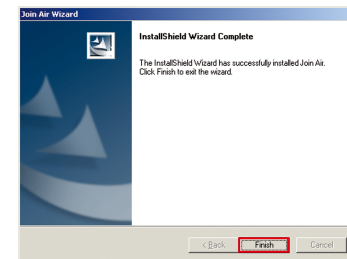 Join Air Wizard
InstallShield Wizard Complete
The InstallShield Wizard has successfully installed Join Air.
Click Finish to exit the wizard.
< Back
Finish
Cancel